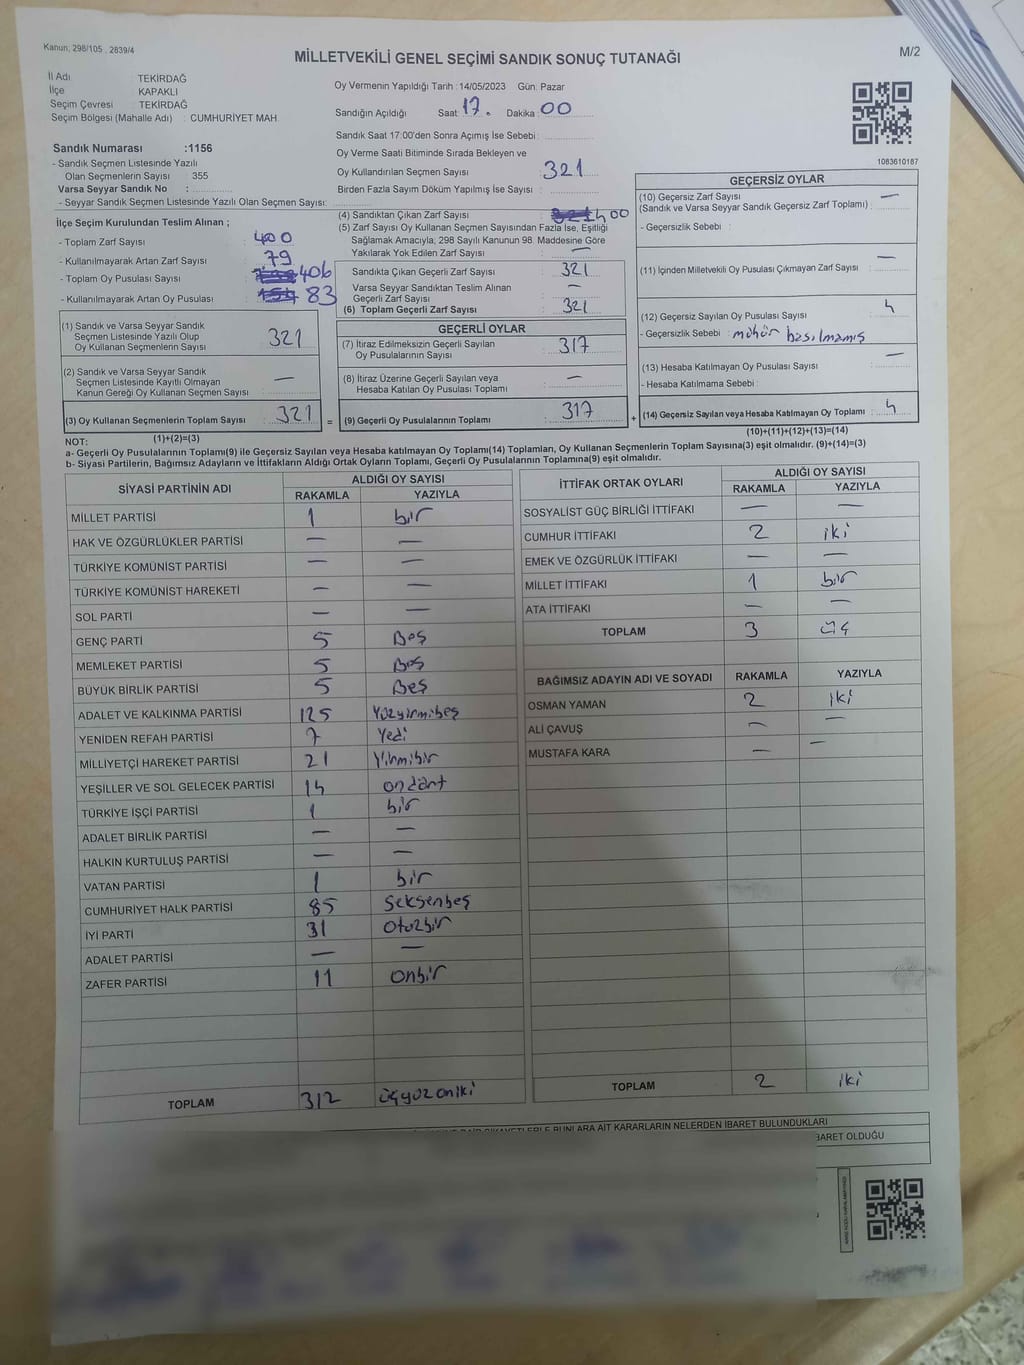 Kanun; 298/105 , 2839/4
MİLLETVEKİLİ GENEL SEÇİMİ SANDIK SONUÇ TUTANAĞI
M/2
İl Adı : TEKİRDAĞ
İlçe : KAPAKLI
Seçim Çevresi : TEKİRDAĞ
Seçim Bölgesi (Mahalle Adı) : CUMHURİYET MAH.
Sandık Numarası :1156
- Sandık Seçmen Listesinde Yazılı
Olan Seçmenlerin Sayısı : 355
Varsa Seyyar Sandık No :
- Seyyar Sandık Seçmen Listesinde Yazılı Olan Seçmen Sayısı:
Oy Vermenin Yapıldığı Tarih :14/05/2023 Gün: Pazar
Sandığın Açıldığı Saat : 17. Dakika : 00
Sandık Saat 17:00'den Sonra Açımış İse Sebebi :
Oy Verme Saati Bitiminde Sırada Bekleyen ve
Oy Kullandırılan Seçmen Sayısı : 321
Birden Fazla Sayım Döküm Yapılmış İse Sayısı :
1083610187
İlçe Seçim Kurulundan Teslim Alınan ;
- Toplam Zarf Sayısı : 400
- Kullanılmayarak Artan Zarf Sayısı : 79
- Toplam Oy Pusulası Sayısı : 406
- Kullanılmayarak Artan Oy Pusulası : 83
(4) Sandıktan Çıkan Zarf Sayısı : 400
(5) Zarf Sayısı Oy Kullanan Seçmen Sayısından Fazla İse, Eşitliği
Sağlamak Amacıyla, 298 Sayılı Kanunun 98. Maddesine Göre
Yakılarak Yok Edilen Zarf Sayısı : —
Sandıkta Çıkan Geçerli Zarf Sayısı : 321
Varsa Seyyar Sandıktan Teslim Alınan
Geçerli Zarf Sayısı : —
(6) Toplam Geçerli Zarf Sayısı : 321
GEÇERSİZ OYLAR
(10) Geçersiz Zarf Sayısı : —
(Sandık ve Varsa Seyyar Sandık Geçersiz Zarf Toplamı)
- Geçersizlik Sebebi :
(11) İçinden Milletvekili Oy Pusulası Çıkmayan Zarf Sayısı : —
(12) Geçersiz Sayılan Oy Pusulası Sayısı : 4
- Geçersizlik Sebebi : mühür basılmamış
(13) Hesaba Katılmayan Oy Pusulası Sayısı : —
- Hesaba Katılmama Sebebi :
(14) Geçersiz Sayılan veya Hesaba Katılmayan Oy Toplamı : 4
(10)+(11)+(12)+(13)=(14)
(1) Sandık ve Varsa Seyyar Sandık
Seçmen Listesinde Yazılı Olup
Oy Kullanan Seçmenlerin Sayısı : 321
(2) Sandık ve Varsa Seyyar Sandık
Seçmen Listesinde Kayıtlı Olmayan
Kanun Gereği Oy Kullanan Seçmen Sayısı : —
(3) Oy Kullanan Seçmenlerin Toplam Sayısı : 321 =
(1)+(2)=(3)
GEÇERLİ OYLAR
(7) İtiraz Edilmeksizin Geçerli Sayılan
Oy Pusulalarının Sayısı : 317
(8) İtiraz Üzerine Geçerli Sayılan veya
Hesaba Katılan Oy Pusulası Toplamı : —
(9) Geçerli Oy Pusulalarının Toplamı : 317 +
NOT:
a- Geçerli Oy Pusulalarının Toplamı(9) ile Geçersiz Sayılan veya Hesaba katılmayan Oy Toplamı(14) Toplamları, Oy Kullanan Seçmenlerin Toplam Sayısına(3) eşit olmalıdır. (9)+(14)=(3)
b- Siyasi Partilerin, Bağımsız Adayların ve İttifakların Aldığı Ortak Oyların Toplamı, Geçerli Oy Pusulalarının Toplamına(9) eşit olmalıdır.
SİYASİ PARTİNİN ADI ALDIĞI OY SAYISI
RAKAMLA YAZIYLA
MİLLET PARTİSİ 1 bir
HAK VE ÖZGÜRLÜKLER PARTİSİ — —
TÜRKİYE KOMÜNİST PARTİSİ — —
TÜRKİYE KOMÜNİST HAREKETİ — —
SOL PARTİ — —
GENÇ PARTİ 5 Beş
MEMLEKET PARTİSİ 5 Beş
BÜYÜK BİRLİK PARTİSİ 5 Beş
ADALET VE KALKINMA PARTİSİ 125 Yüzyirmibeş
YENİDEN REFAH PARTİSİ 7 Yedi
MİLLİYETÇİ HAREKET PARTİSİ 21 Yirmibir
YEŞİLLER VE SOL GELECEK PARTİSİ 14 ondört
TÜRKİYE İŞÇİ PARTİSİ 1 bir
ADALET BİRLİK PARTİSİ — —
HALKIN KURTULUŞ PARTİSİ — —
VATAN PARTİSİ 1 bir
CUMHURİYET HALK PARTİSİ 85 Seksenbeş
İYİ PARTİ 31 Otuzbir
ADALET PARTİSİ — —
ZAFER PARTİSİ 11 onbir
TOPLAM 312 üçyüzoniki
İTTİFAK ORTAK OYLARI ALDIĞI OY SAYISI
RAKAMLA YAZIYLA
SOSYALİST GÜÇ BİRLİĞİ İTTİFAKI — —
CUMHUR İTTİFAKI 2 iki
EMEK VE ÖZGÜRLÜK İTTİFAKI — —
MİLLET İTTİFAKI 1 bir
ATA İTTİFAKI — —
TOPLAM 3 üç
BAĞIMSIZ ADAYIN ADI VE SOYADI RAKAMLA YAZIYLA
OSMAN YAMAN 2 iki
ALİ ÇAVUŞ — —
MUSTAFA KARA — —
TOPLAM 2 iki
KARARLARIN NELERDEN İBARET BULUNDUKLARI
BARET OLDUĞU